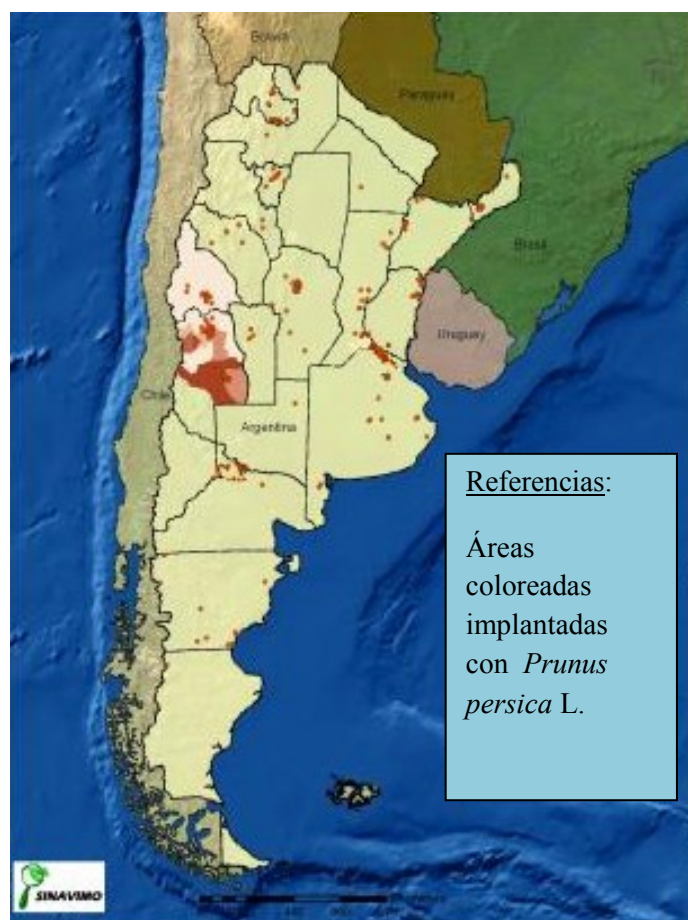 Bolivia
Paraguay
Brasil
Uruguay
Chile
Argentina
Referencias:
Áreas
coloreadas
implantadas
con Prunus
persica L.
SINAVIMO